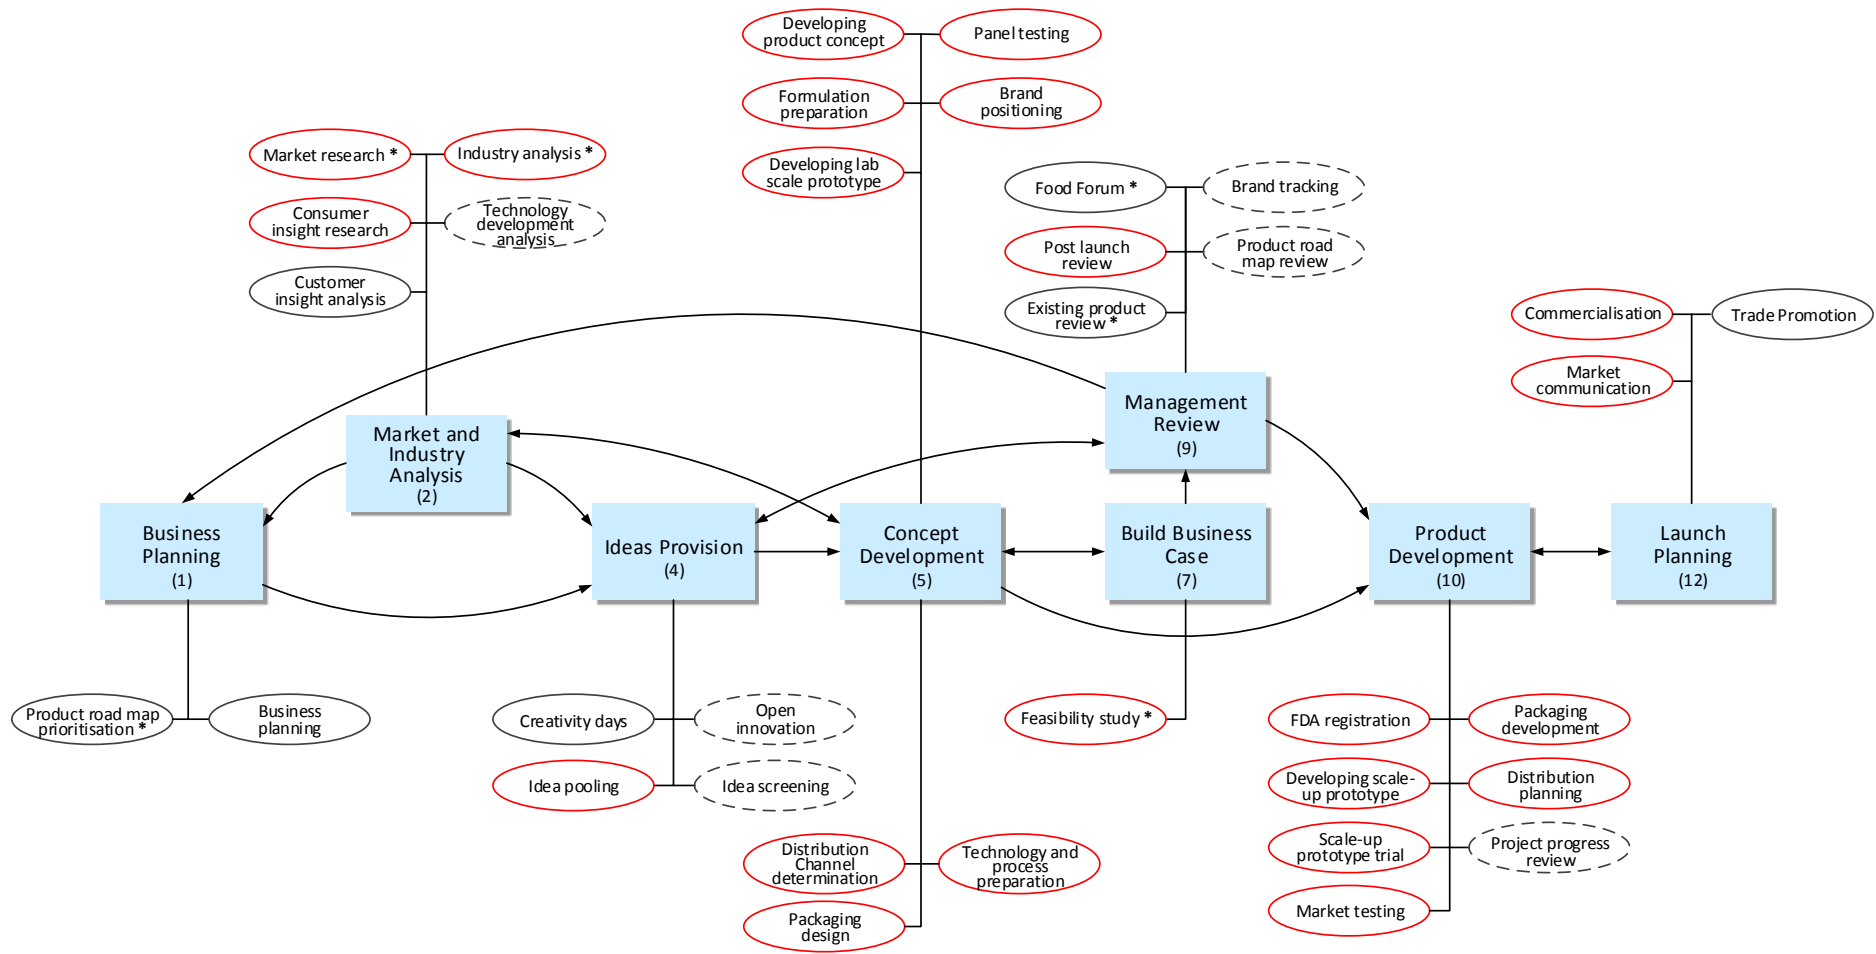 Developing
product concept
Panel testing
Formulation
preparation
Brand
positioning
Developing lab
scale prototype
Market research *
Industry analysis *
Consumer
insight research
Technology
development
analysis
Customer
insight analysis
Food Forum *
Brand tracking
Post launch
review
Product road
map review
Existing product
review *
Commercialisation
Trade Promotion
Market
communication
Management
Review
(9)
Market and
Industry
Analysis
(2)
Business
Planning
(1)
Ideas Provision
(4)
Concept
Development
(5)
Build Business
Case
(7)
Product
Development
(10)
Launch
Planning
(12)
Product road map
prioritisation *
Business
planning
Creativity days
Open
innovation
Idea pooling
Idea screening
Feasibility study *
FDA registration
Packaging
development
Developing scale-
up prototype
Distribution
planning
Scale-up
prototype trial
Project progress
review
Market testing
Distribution
Channel
determination
Technology and
process
preparation
Packaging
design